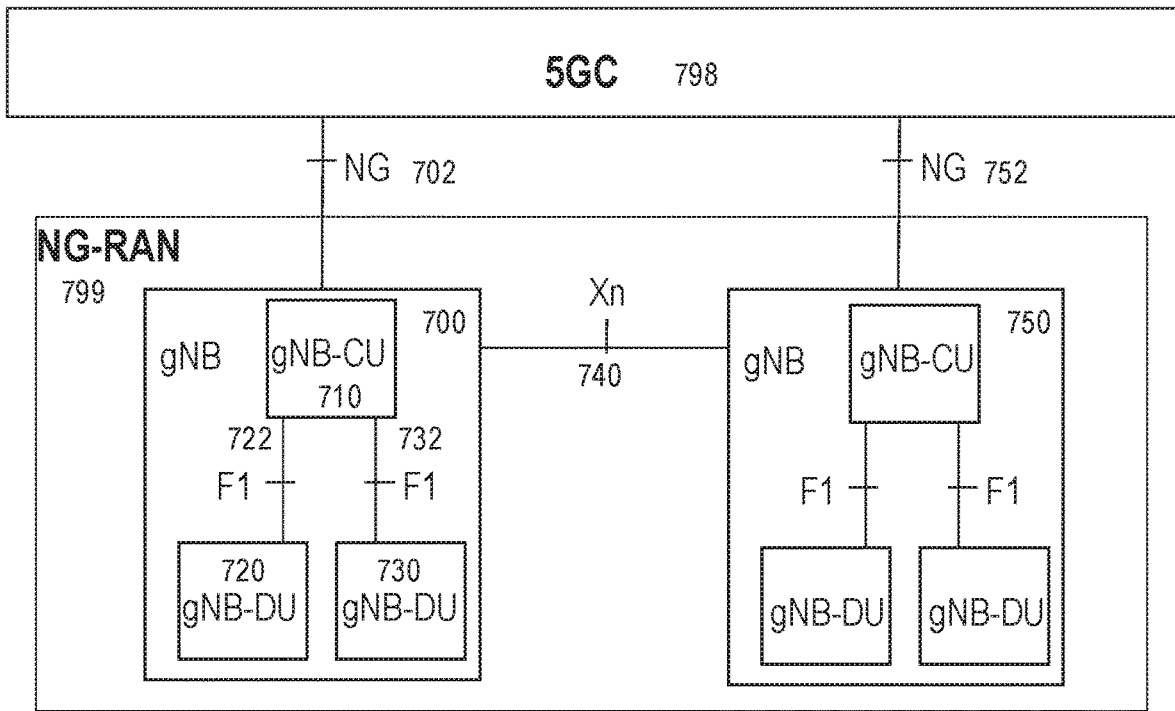 5GC 798
NG 702
NG 752
NG-RAN
799
700
gNB
gNB-CU
710
722
732
F1
F1
720
gNB-DU
730
gNB-DU
Xn
740
750
gNB
gNB-CU
F1
F1
gNB-DU
gNB-DU